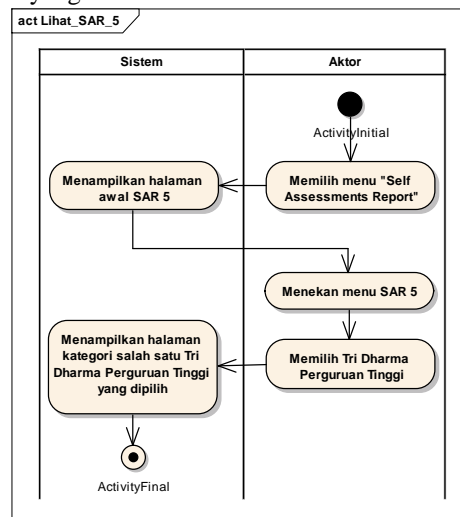 act Lihat_SAR_5
Sistem
Aktor
ActivityInitial
Memilih menu "Self
Assessments Report"
Menampilkan halaman
awal SAR 5
Menekan menu SAR 5
Memilih Tri Dharma
Perguruan Tinggi
Menampilkan halaman
kategori salah satu Tri
Dharma Perguruan Tinggi
yang dipilih
ActivityFinal